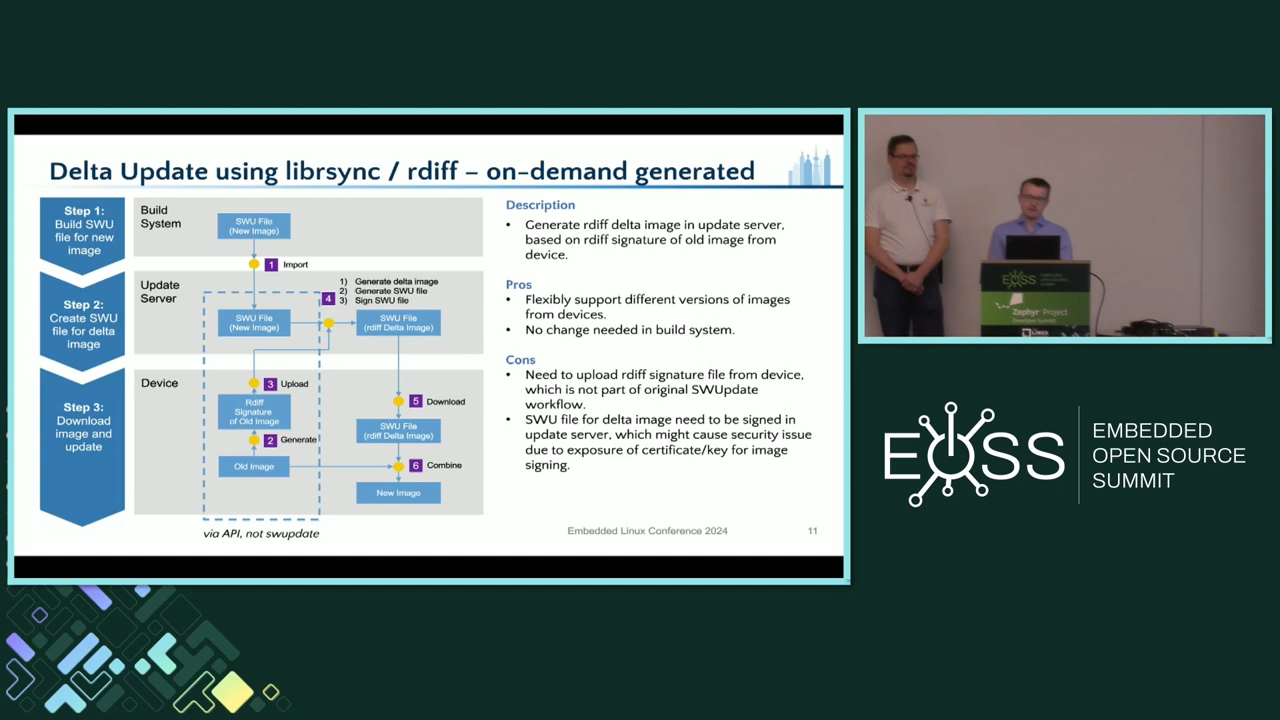 Delta Update using librsync / rdiff – on-demand generated
Step 1:
Build SWU
file for new
image
Step 2:
Create SWU
file for delta
image
Step 3:
Download
image and
update
Build
System
SWU File
(New Image)
1 Import
Update
Server
4
1) Generate delta image
2) Generate SWU file
3) Sign SWU file
SWU File
(New Image)
SWU File
(rdiff Delta Image)
Device
3 Upload
Rdiff
Signature
of Old Image
2 Generate
Old Image
5 Download
SWU File
(rdiff Delta Image)
6 Combine
New Image
via API, not swupdate
Description
• Generate rdiff delta image in update server,
based on rdiff signature of old image from
device.
Pros
• Flexibly support different versions of images
from devices.
• No change needed in build system.
Cons
• Need to upload rdiff signature file from device,
which is not part of original SWUpdate
workflow.
• SWU file for delta image need to be signed in
update server, which might cause security issue
due to exposure of certificate/key for image
signing.
Embedded Linux Conference 2024
11
EOSS
Zephyr Project
Developer Summit
EOSS
EMBEDDED
OPEN SOURCE
SUMMIT